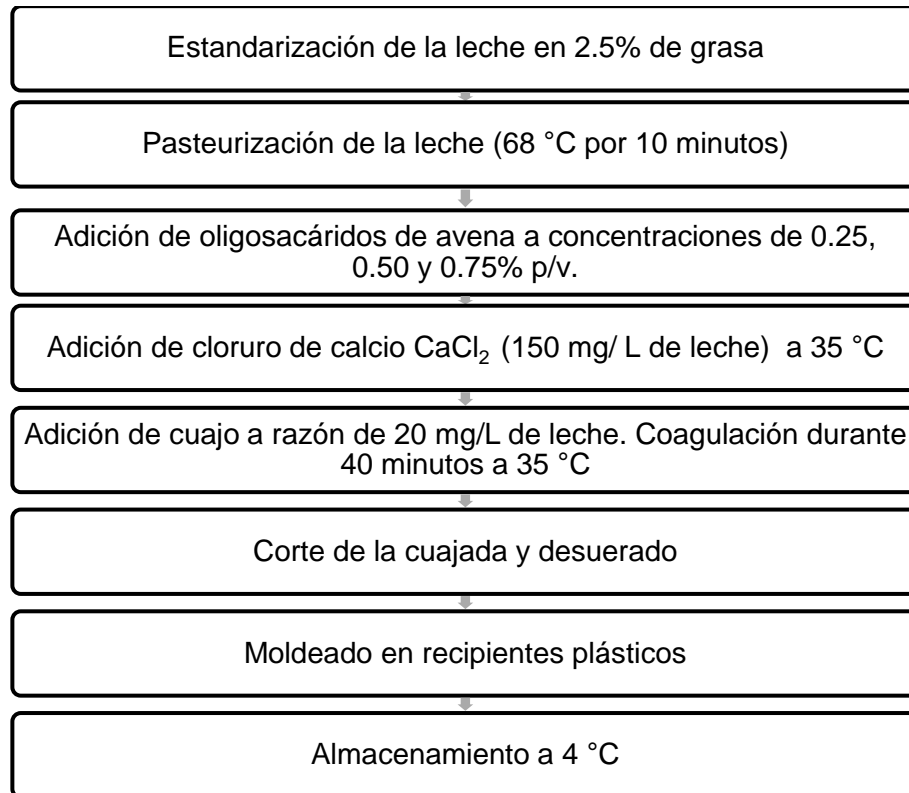 Estandarización de la leche en 2.5% de grasa
Pasteurización de la leche (68 °C por 10 minutos)
Adición de oligosacáridos de avena a concentraciones de 0.25,
0.50 y 0.75% p/v.
Adición de cloruro de calcio CaCl₂ (150 mg/ L de leche) a 35 °C
Adición de cuajo a razón de 20 mg/L de leche. Coagulación durante
40 minutos a 35 °C
Corte de la cuajada y desuerado
Moldeado en recipientes plásticos
Almacenamiento a 4 °C